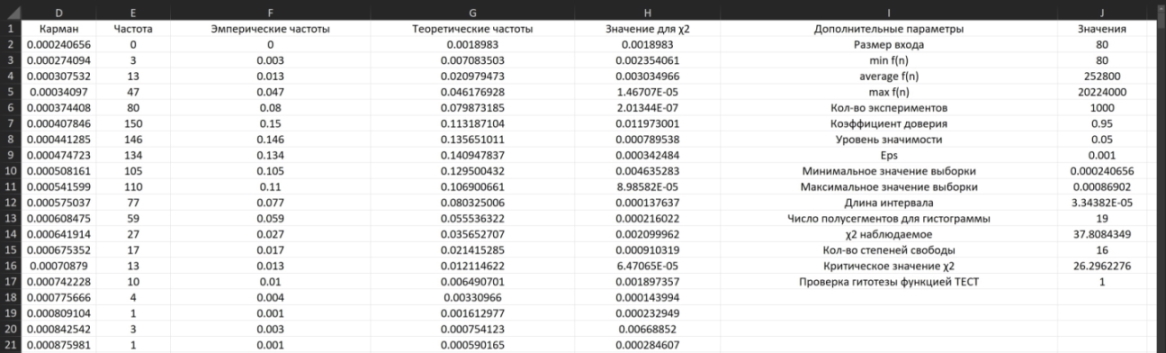 D E F G H I J
1 Карман Частота Эмперические частоты Теоретические частоты Значение для χ2 Дополнительные параметры Значения
2 0.000240656 0 0 0.0018983 0.0018983 Размер входа 80
3 0.000274094 3 0.003 0.007083503 0.002354061 min f(n) 80
4 0.000307532 13 0.013 0.020979473 0.003034966 average f(n) 252800
5 0.00034097 47 0.047 0.046176928 1.46707E-05 max f(n) 20224000
6 0.000374408 80 0.08 0.079873185 2.01344E-07 Кол-во экспериментов 1000
7 0.000407846 150 0.15 0.113187104 0.011973001 Коэффициент доверия 0.95
8 0.000441285 146 0.146 0.135651011 0.000789538 Уровень значимости 0.05
9 0.000474723 134 0.134 0.140947837 0.000342484 Eps 0.001
10 0.000508161 105 0.105 0.129500432 0.004635283 Минимальное значение выборки 0.000240656
11 0.000541599 110 0.11 0.106900661 8.98582E-05 Максимальное значение выборки 0.00086902
12 0.000575037 77 0.077 0.080325006 0.000137637 Длина интервала 3.34382E-05
13 0.000608475 59 0.059 0.055536322 0.000216022 Число полусегментов для гистограммы 19
14 0.000641914 27 0.027 0.035652707 0.002099962 χ2 наблюдаемое 37.8084349
15 0.000675352 17 0.017 0.021415285 0.000910319 Кол-во степеней свободы 16
16 0.00070879 13 0.013 0.012114622 6.47065E-05 Критическое значение χ2 26.2962276
17 0.000742228 10 0.01 0.006490701 0.001897357 Проверка гитотезы функцией ТЕСТ 1
18 0.000775666 4 0.004 0.00330966 0.000143994
19 0.000809104 1 0.001 0.001612977 0.000232949
20 0.000842542 3 0.003 0.000754123 0.00668852
21 0.000875981 1 0.001 0.000590165 0.000284607